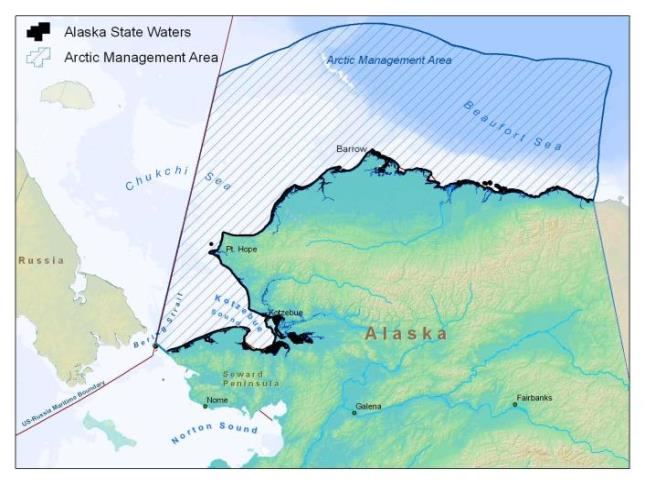 Alaska State Waters
Arctic Management Area
Arctic Management Area
Beaufort Sea
Barrow
Chukchi Sea
Pt. Hope
Russia
Kotzebue
Sound
Kotzebue
Bering Strait
Alaska
Seward
Peninsula
US-Russia Maritime Boundary
Nome
Galena
Fairbanks
Norton Sound